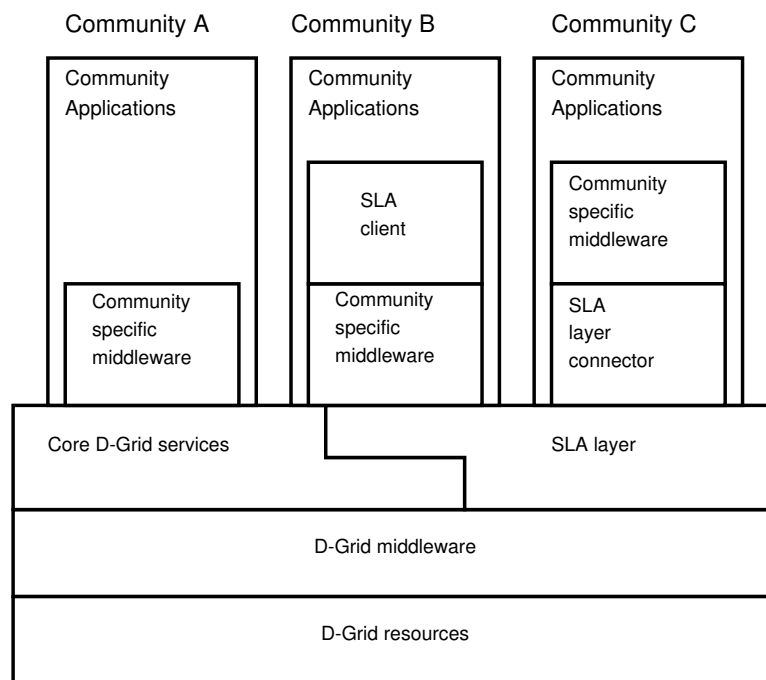 Community A
Community B
Community C
Community
Applications
Community
Applications
Community
Applications
SLA
client
Community
specific
middleware
Community
specific
middleware
Community
specific
middleware
SLA
layer
connector
Core D-Grid services
SLA layer
D-Grid middleware
D-Grid resources